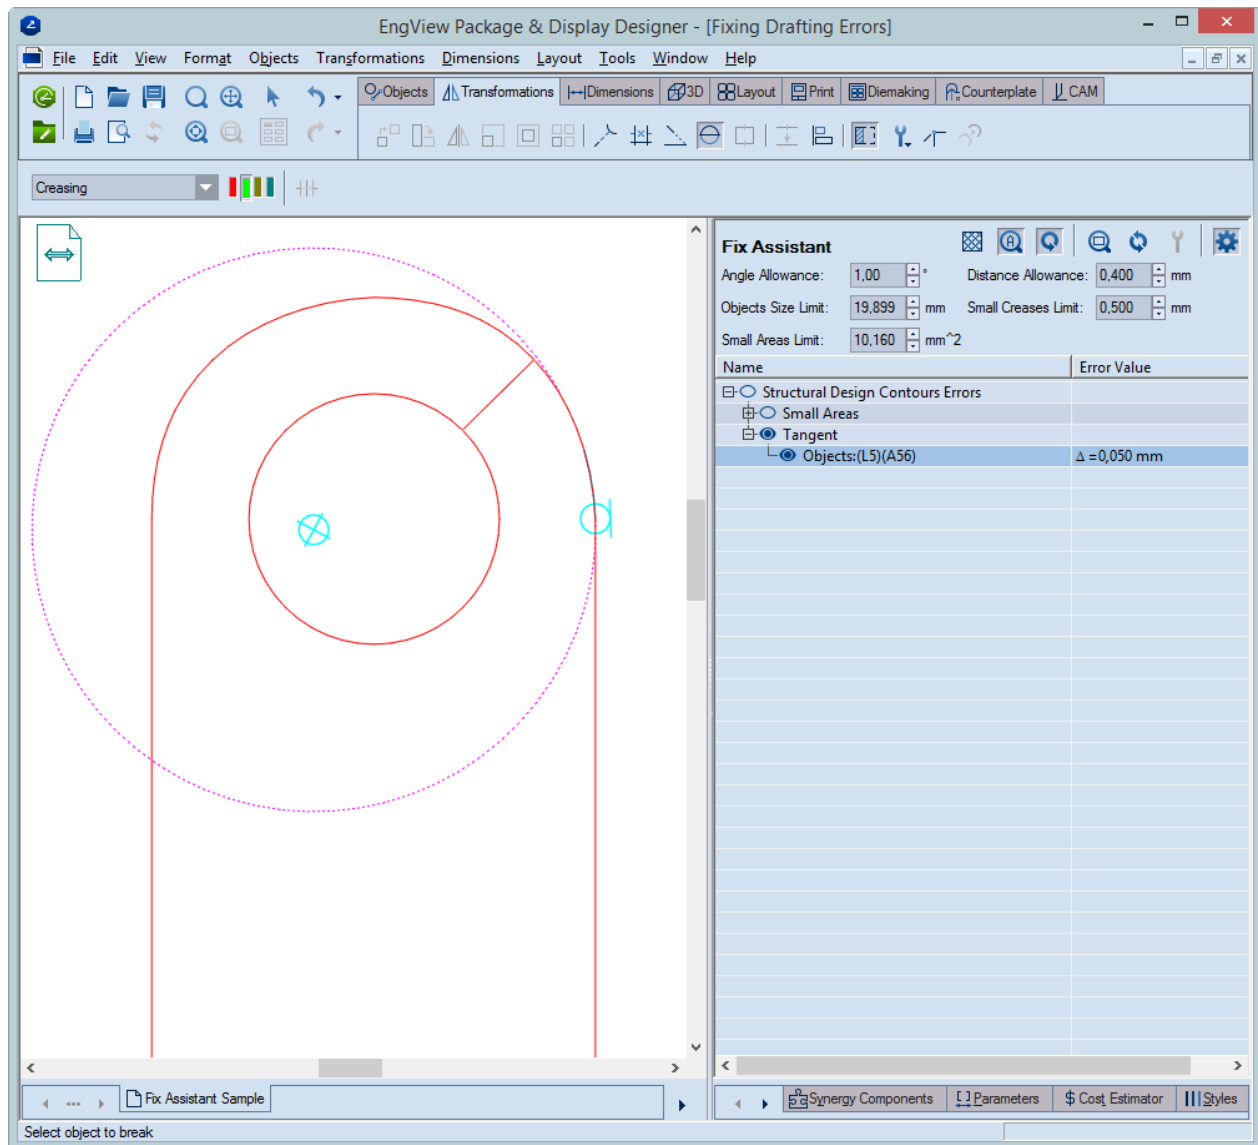 EngView Package & Display Designer - [Fixing Drafting Errors]
File Edit View Format Objects Transformations Dimensions Layout Tools Window Help
Objects Transformations Dimensions 3D Layout Print Diemaking Counterplate CAM
Creasing
Fix Assistant
Angle Allowance: 1,00 ° Distance Allowance: 0,400 mm
Objects Size Limit: 19,899 mm Small Creases Limit: 0,500 mm
Small Areas Limit: 10,160 mm^2
Name Error Value
Structural Design Contours Errors
Small Areas
Tangent
Objects:(L5)(A56) Δ =0,050 mm
Fix Assistant Sample
Synergy Components Parameters $ Cost Estimator Styles
Select object to break